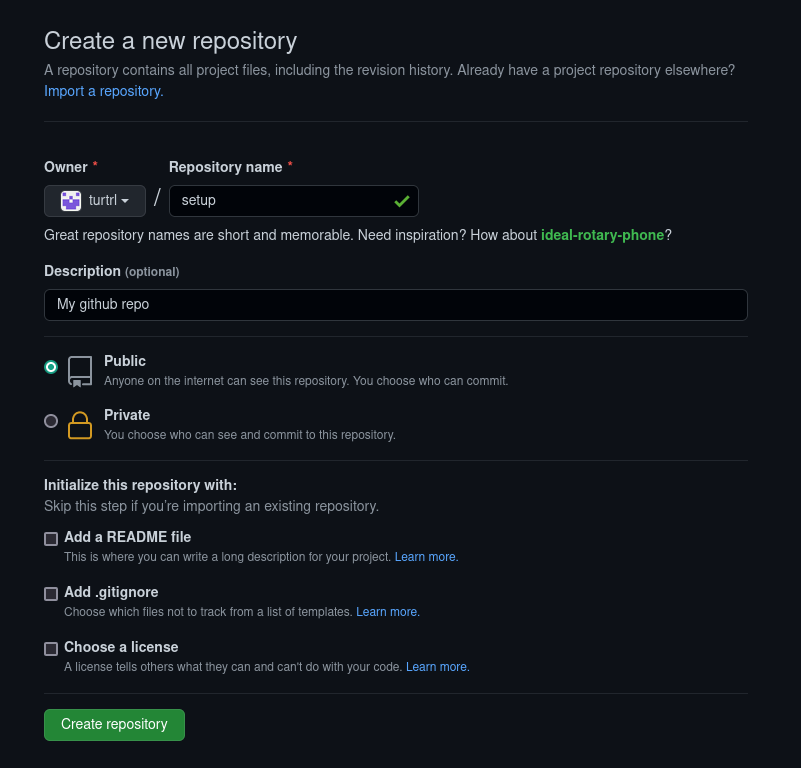 Create a new repository
A repository contains all project files, including the revision history. Already have a project repository elsewhere?
Import a repository.
Owner * Repository name *
turtrl / setup
Great repository names are short and memorable. Need inspiration? How about ideal-rotary-phone?
Description (optional)
My github repo
Public
Anyone on the internet can see this repository. You choose who can commit.
Private
You choose who can see and commit to this repository.
Initialize this repository with:
Skip this step if you're importing an existing repository.
Add a README file
This is where you can write a long description for your project. Learn more.
Add .gitignore
Choose which files not to track from a list of templates. Learn more.
Choose a license
A license tells others what they can and can't do with your code. Learn more.
Create repository